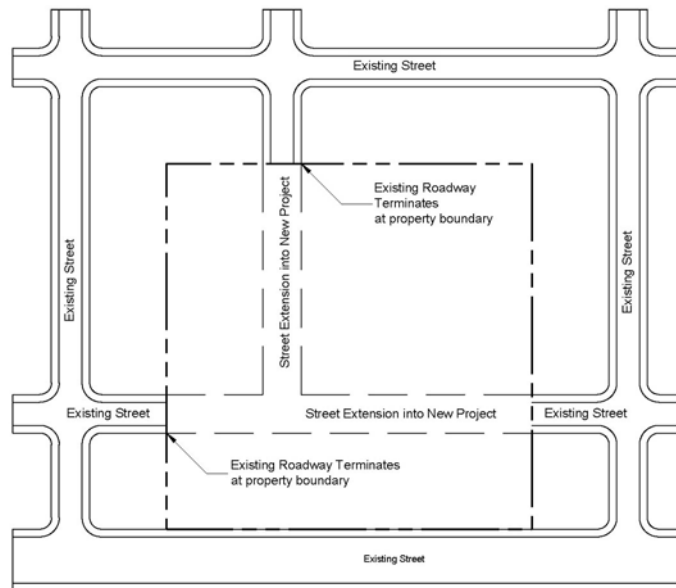 Existing Street
Existing Roadway
Terminates
at property boundary
Street Extension into New Project
Existing Street
Existing Street
Existing Street
Street Extension into New Project
Existing Street
Existing Roadway Terminates
at property boundary
Existing Street